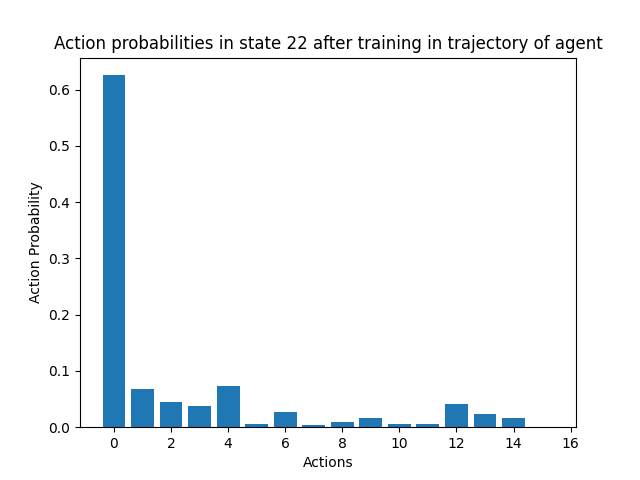 Action probabilities in state 22 after training in trajectory of agent
Action Probability
0.6
0.5
0.4
0.3
0.2
0.1
0.0
0 2 4 6 8 10 12 14 16
Actions